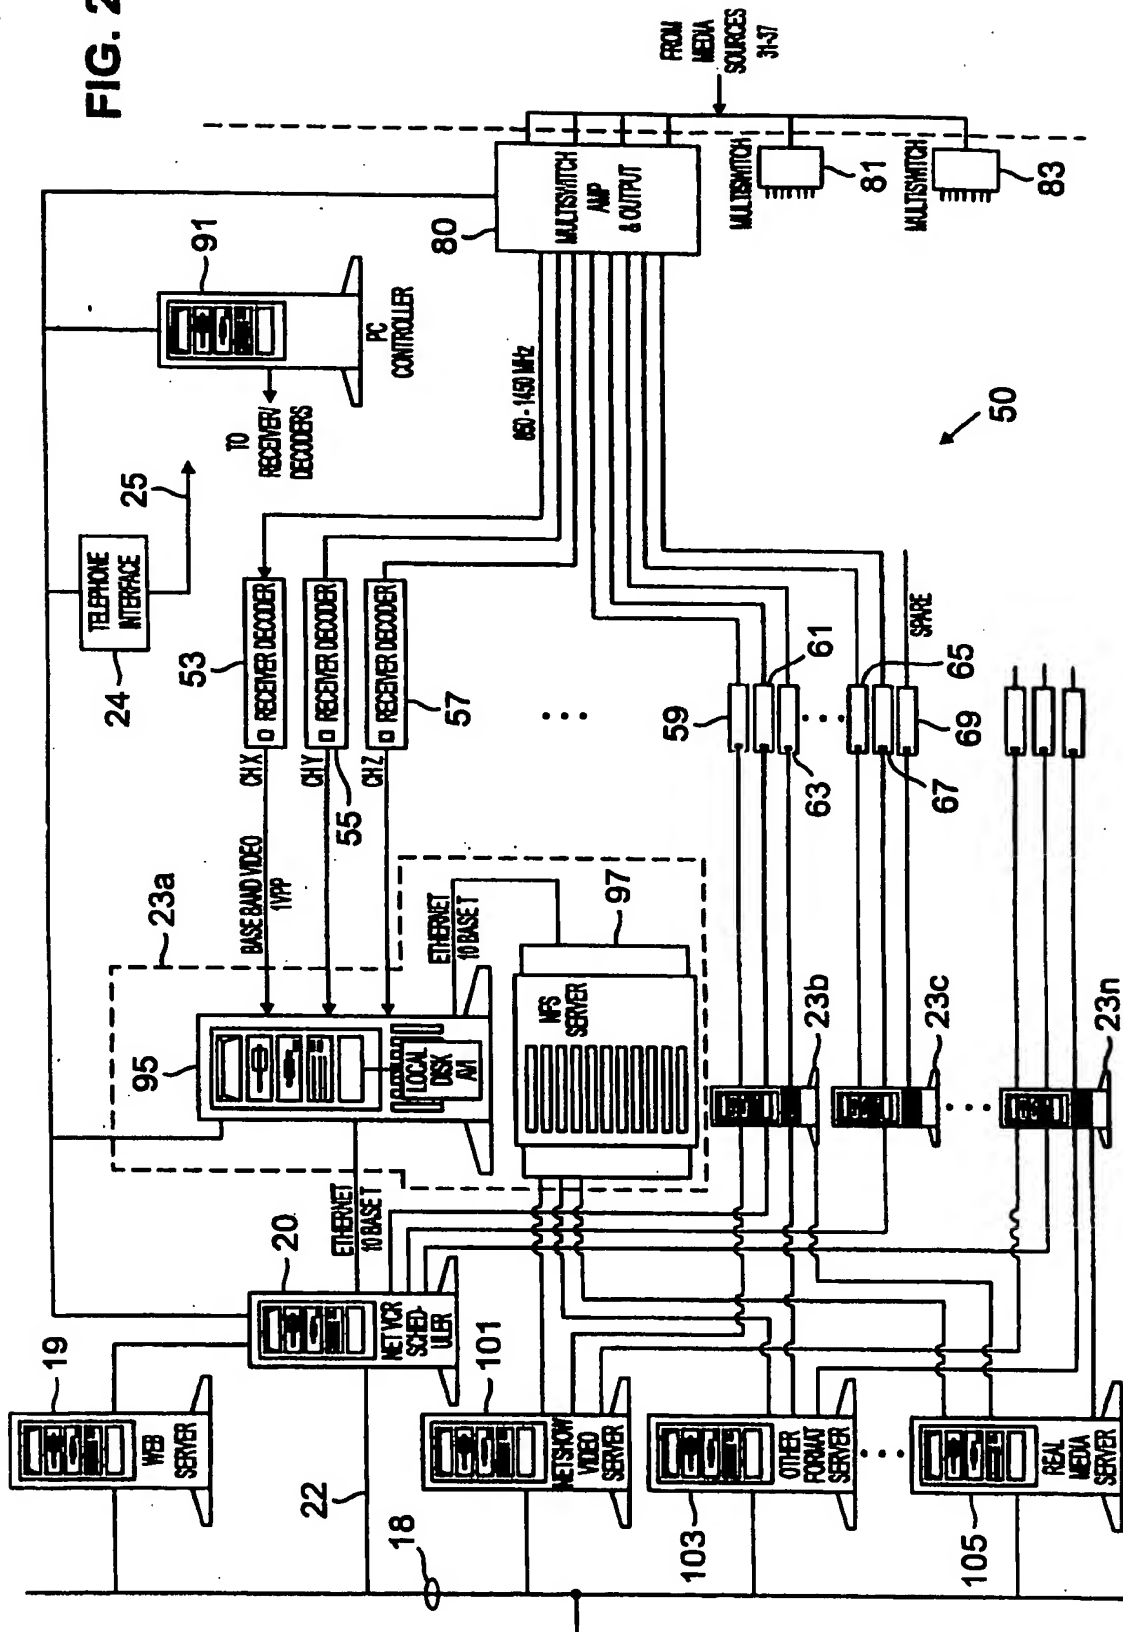 FIG. 2
FROM
MEDIA
SOURCES
31-37
MULTISWITCH
81
MULTISWITCH
83
MULTISWITCH
AMP
& OUTPUT
80
91
PC
CONTROLLER
TO
RECEIVER/
DECODERS
25
TELEPHONE
INTERFACE
24
950 - 1450 MHz
50
RECEIVER DECODER
53
RECEIVER DECODER
55
RECEIVER DECODER
57
CH X
CH Y
CH Z
BASE BAND VIDEO
1VPP
59
61
63
65
67
69
SPARE
23a
95
LOCAL
DISK
AVI
ETHERNET
10 BASE T
97
NFS
SERVER
23b
23c
23n
ETHERNET
10 BASE T
20
NET VCR
SCHED-
ULER
19
WEB
SERVER
22
18
101
NETSHOW
VIDEO
SERVER
103
OTHER
FORMAT
SERVER
105
REAL
MEDIA
SERVER